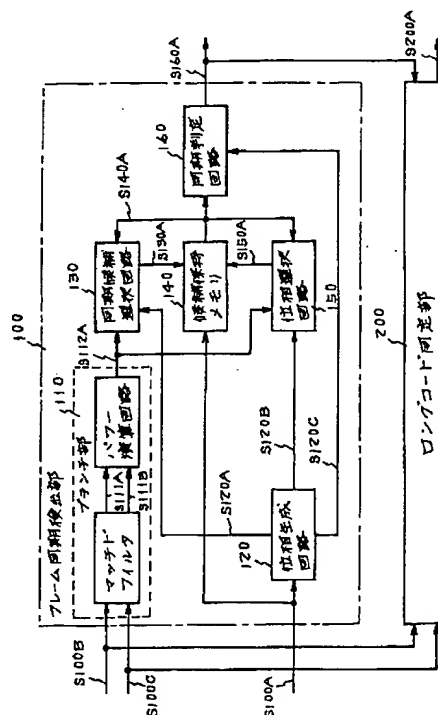 100
フレーム同期検出部
110
ブランチ部
マッチド
フィルタ
S111A
S111B
パワー
演算回路
S112A
130
同期候補
選択回路
S140A
S130A
140
候補保持
メモリ
S150A
位相選択
回路
150
160
同期判定
回路
S160A
S100B
S100C
S100A
120
位相生成
回路
S120A
S120B
S120C
200
ロングコード同定部
S200A